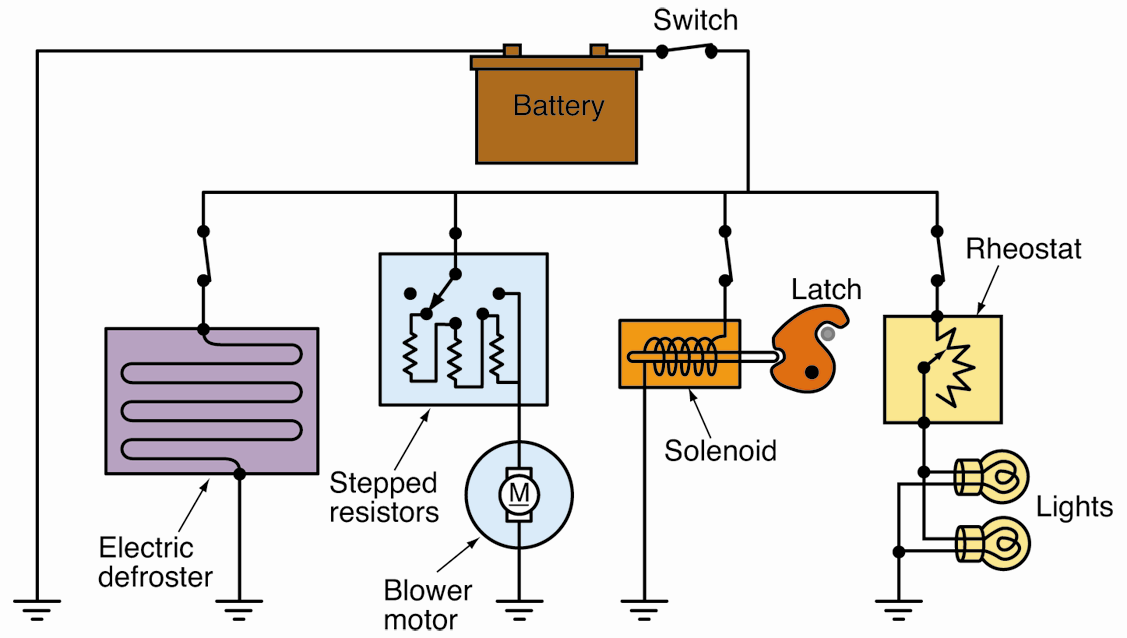 Switch
Battery
Rheostat
Latch
Solenoid
Stepped
resistors
M
Lights
Electric
defroster
Blower
motor